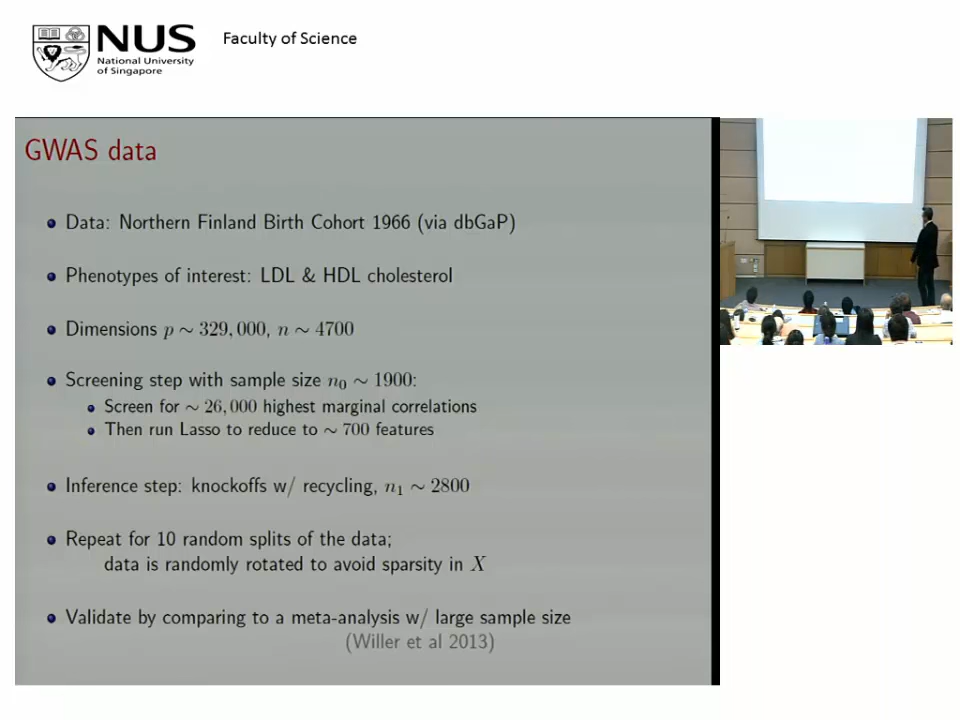 NUS
National University
of Singapore
Faculty of Science
GWAS data
Data: Northern Finland Birth Cohort 1966 (via dbGaP)
Phenotypes of interest: LDL & HDL cholesterol
Dimensions p ∼ 329,000, n ∼ 4700
Screening step with sample size n₀ ∼ 1900:
Screen for ∼ 26,000 highest marginal correlations
Then run Lasso to reduce to ∼ 700 features
Inference step: knockoffs w/ recycling, n₁ ∼ 2800
Repeat for 10 random splits of the data;
data is randomly rotated to avoid sparsity in X
Validate by comparing to a meta-analysis w/ large sample size
(Willer et al 2013)